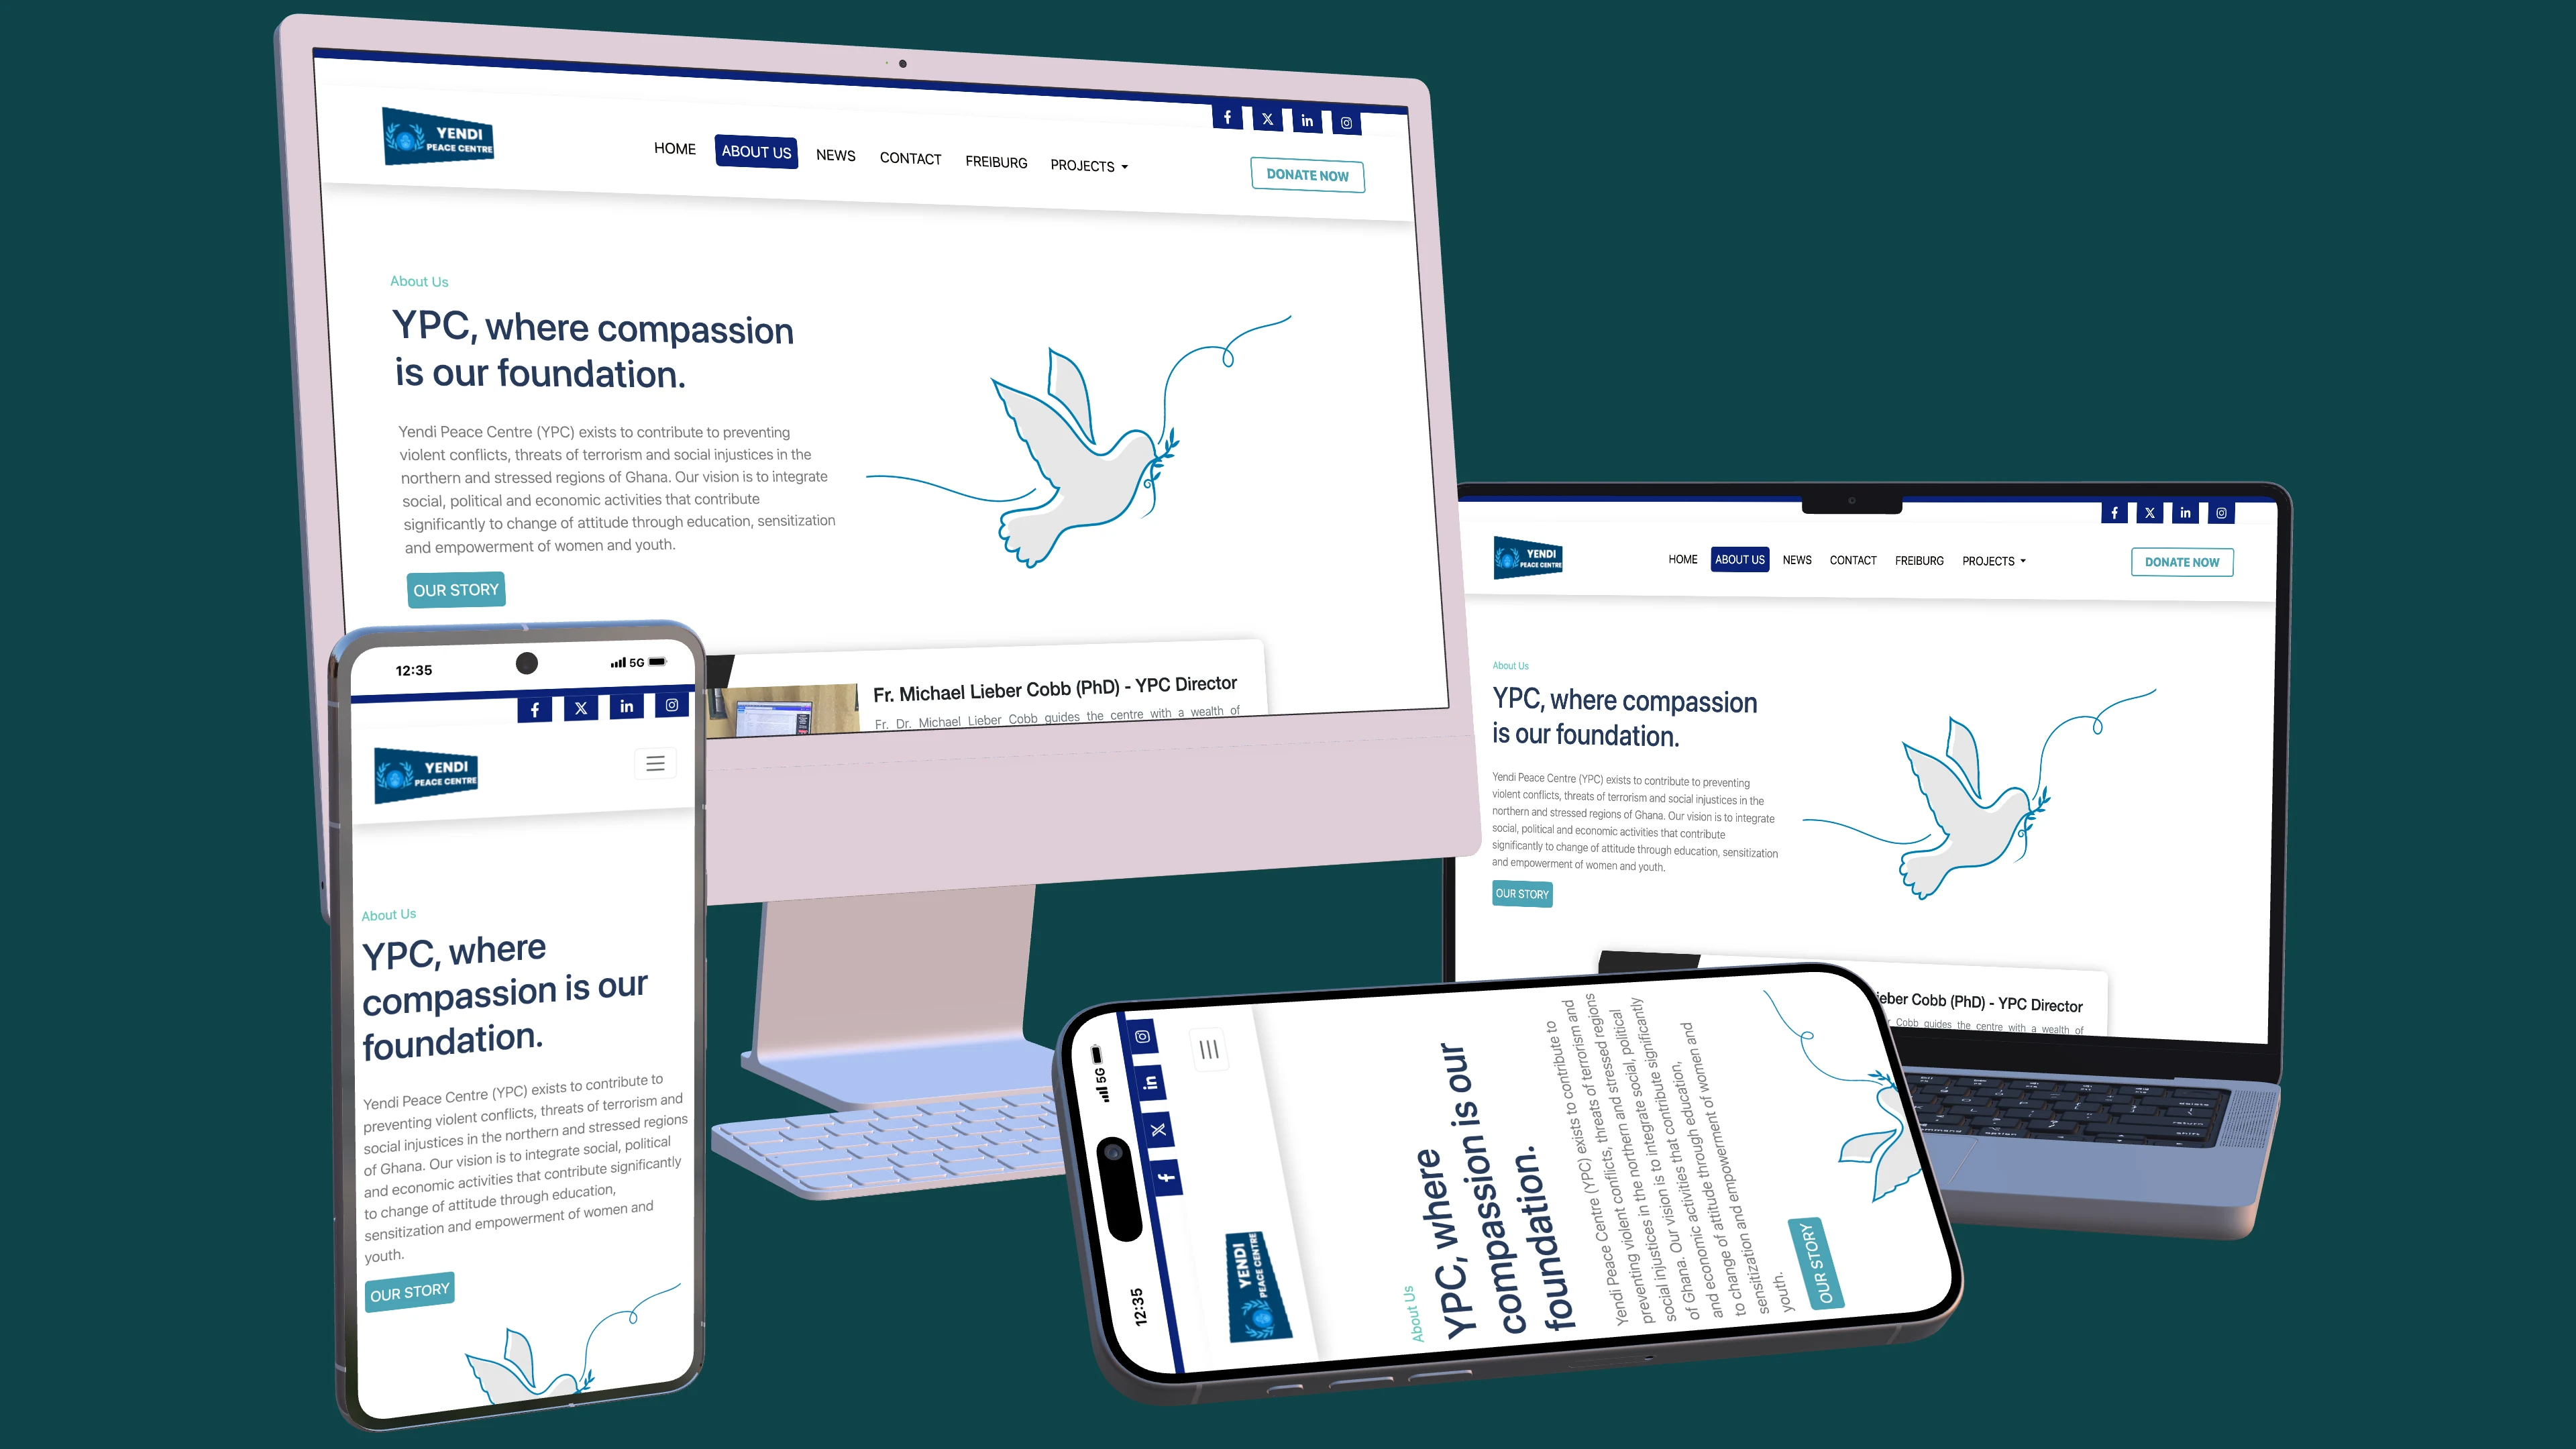 YENDI
PEACE CENTRE
HOME ABOUT US NEWS CONTACT FREIBURG PROJECTS
DONATE NOW
About Us
YPC, where compassion
is our foundation.
Yendi Peace Centre (YPC) exists to contribute to preventing
violent conflicts, threats of terrorism and social injustices in the
northern and stressed regions of Ghana. Our vision is to integrate
social, political and economic activities that contribute
significantly to change of attitude through education, sensitization
and empowerment of women and youth.
OUR STORY
Fr. Michael Lieber Cobb (PhD) - YPC Director
Fr. Dr. Michael Lieber Cobb guides the centre with a wealth of
12:35 5G
YENDI
PEACE CENTRE
About Us
YPC, where
compassion is our
foundation.
Yendi Peace Centre (YPC) exists to contribute to
preventing violent conflicts, threats of terrorism and
social injustices in the northern and stressed regions
of Ghana. Our vision is to integrate social, political
and economic activities that contribute significantly
to change of attitude through education,
sensitization and empowerment of women and
youth.
OUR STORY
12:35 5G
YENDI
PEACE CENTRE
About Us
YPC, where
compassion is our
foundation.
Yendi Peace Centre (YPC) exists to contribute to
preventing violent conflicts, threats of terrorism and
social injustices in the northern and stressed regions
of Ghana. Our vision is to integrate social, political
and economic activities that contribute significantly
to change of attitude through education,
sensitization and empowerment of women and
youth.
OUR STORY
YENDI
PEACE CENTRE
HOME ABOUT US NEWS CONTACT FREIBURG PROJECTS
DONATE NOW
About Us
YPC, where compassion
is our foundation.
Yendi Peace Centre (YPC) exists to contribute to preventing
violent conflicts, threats of terrorism and social injustices in the
northern and stressed regions of Ghana. Our vision is to integrate
social, political and economic activities that contribute
significantly to change of attitude through education, sensitization
and empowerment of women and youth.
OUR STORY
ieber Cobb (PhD) - YPC Director
Cobb guides the centre with a wealth of